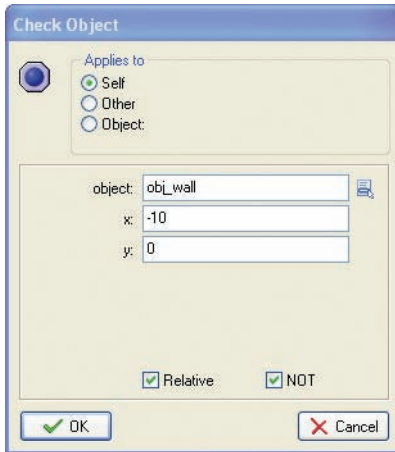 Check Object
Applies to
Self
Other
Object:
object: obj_wall
x: -10
y: 0
Relative NOT
OK Cancel